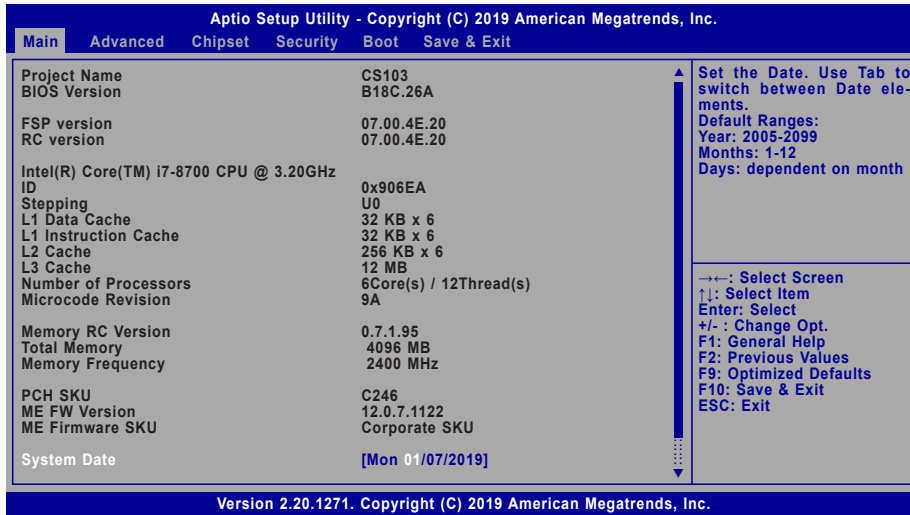 Aptio Setup Utility - Copyright (C) 2019 American Megatrends, Inc.
Main Advanced Chipset Security Boot Save & Exit
Project Name CS103
BIOS Version B18C.26A
FSP version 07.00.4E.20
RC version 07.00.4E.20
Intel(R) Core(TM) i7-8700 CPU @ 3.20GHz
ID 0x906EA
Stepping U0
L1 Data Cache 32 KB x 6
L1 Instruction Cache 32 KB x 6
L2 Cache 256 KB x 6
L3 Cache 12 MB
Number of Processors 6Core(s) / 12Thread(s)
Microcode Revision 9A
Memory RC Version 0.7.1.95
Total Memory 4096 MB
Memory Frequency 2400 MHz
PCH SKU C246
ME FW Version 12.0.7.1122
ME Firmware SKU Corporate SKU
System Date [Mon 01/07/2019]
Set the Date. Use Tab to
switch between Date ele-
ments.
Default Ranges:
Year: 2005-2099
Months: 1-12
Days: dependent on month
→←: Select Screen
↑↓: Select Item
Enter: Select
+/- : Change Opt.
F1: General Help
F2: Previous Values
F9: Optimized Defaults
F10: Save & Exit
ESC: Exit
Version 2.20.1271. Copyright (C) 2019 American Megatrends, Inc.